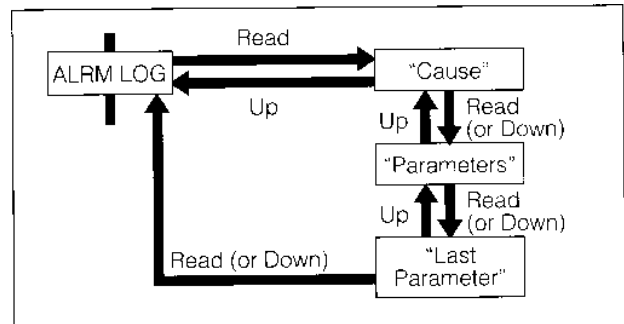 Read
ALRM LOG
"Cause"
Up
Up
Read
(or Down)
"Parameters"
Up
Read
(or Down)
Read (or Down)
"Last
Parameter"